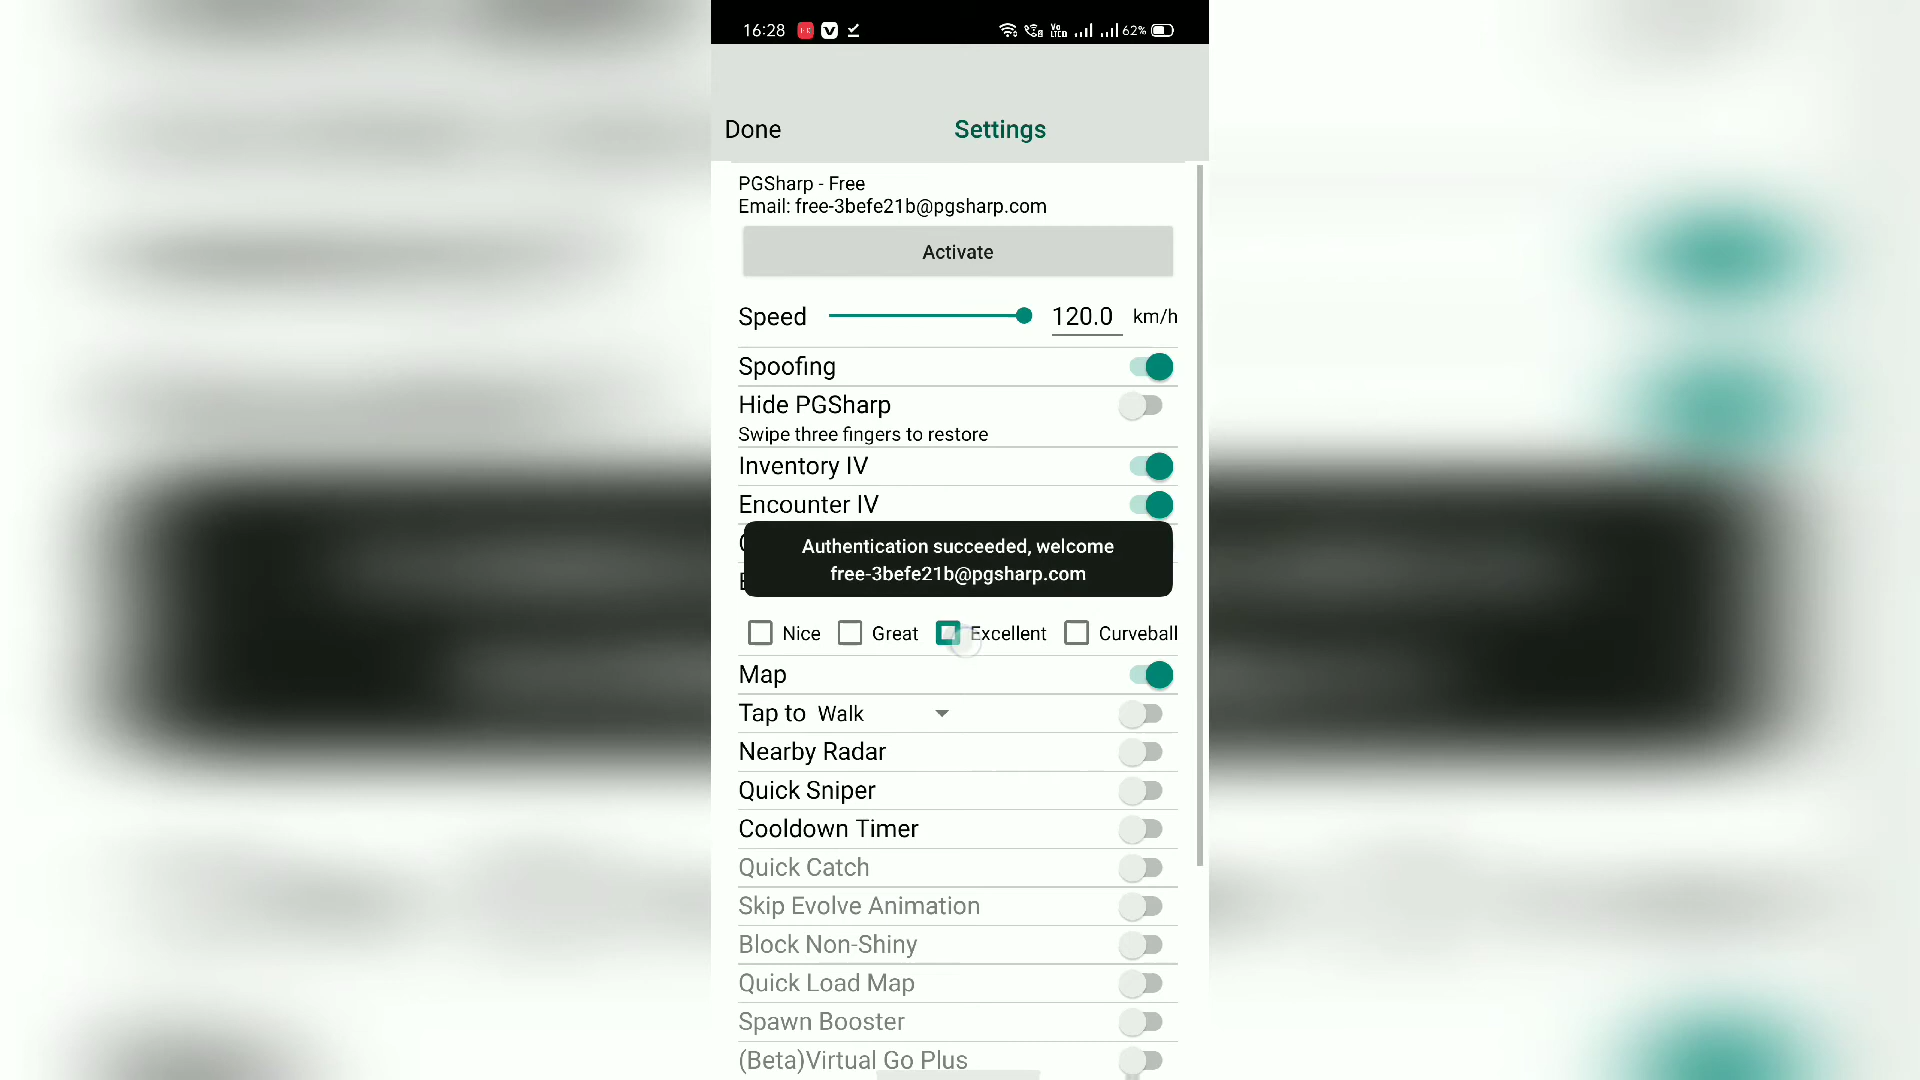 16:28 62%
Done Settings
PGSharp - Free
Email: free-3befe21b@pgsharp.com
Activate
Speed 120.0 km/h
Spoofing
Hide PGSharp
Swipe three fingers to restore
Inventory IV
Encounter IV
Authentication succeeded, welcome
free-3befe21b@pgsharp.com
Nice Great Excellent Curveball
Map
Tap to Walk
Nearby Radar
Quick Sniper
Cooldown Timer
Quick Catch
Skip Evolve Animation
Block Non-Shiny
Quick Load Map
Spawn Booster
(Beta)Virtual Go Plus